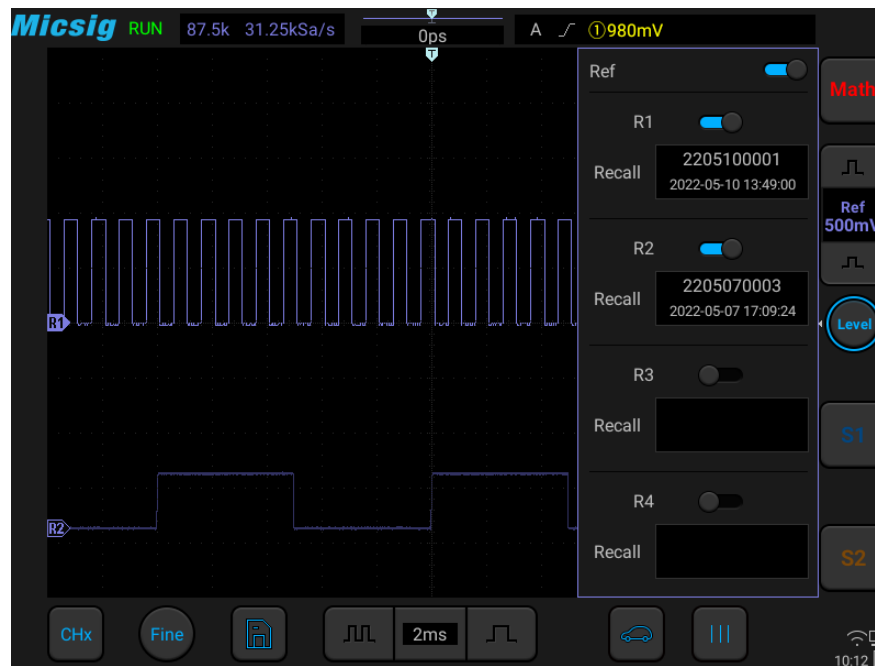 Micsig RUN 87.5k 31.25kSa/s T 0ps A ①980mV
T
Ref
Math
R1
Recall 2205100001
2022-05-10 13:49:00
Ref
500mV
R2
Recall 2205070003
2022-05-07 17:09:24
R1
Level
R3
Recall
S1
R4
R2
Recall
S2
CHx Fine 2ms
10:12